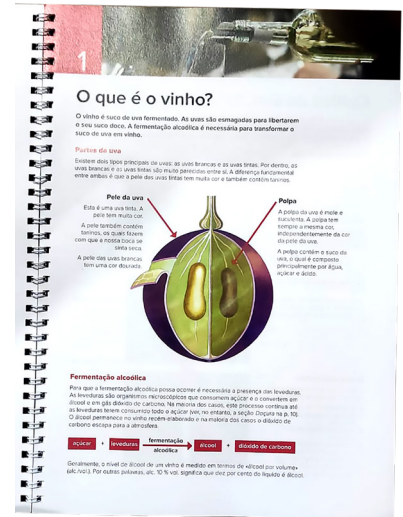 1
O que é o vinho?
O vinho é suco de uva fermentado. As uvas são esmagadas para libertarem
o seu suco doce. A fermentação alcoólica é necessária para transformar o
suco de uva em vinho.
Partes da uva
Existem dois tipos principais de uvas: as uvas brancas e as uvas tintas. Por dentro, as
uvas brancas e as uvas tintas são muito parecidas entre si. A diferença fundamental
entre ambas é que a pele das uvas tintas tem muita cor e também contém taninos.
Pele da uva
Esta é uma uva tinta. A
pele tem muita cor.
A pele também contém
taninos, os quais fazem
com que a nossa boca se
sinta seca.
A pele das uvas brancas
tem uma cor dourada.
Polpa
A polpa da uva é mole e
suculenta. A polpa tem
sempre a mesma cor,
independentemente da cor
da pele da uva.
A polpa contém o suco da
uva, o qual é composto
principalmente por água,
açúcar e ácido.
Fermentação alcoólica
Para que a fermentação alcoólica possa ocorrer é necessária a presença das leveduras.
As leveduras são organismos microscópicos que consomem açúcar e o convertem em
álcool e em gás dióxido de carbono. Na maioria dos casos, este processo continua até
as leveduras terem consumido todo o açúcar (ver, no entanto, a seção Doçura na p. 10).
O álcool permanece no vinho recém-elaborado e na maioria dos casos o dióxido de
carbono escapa para a atmosfera.
açúcar + leveduras fermentação alcoólica álcool + dióxido de carbono
Geralmente, o nível de álcool de um vinho é medido em termos de «álcool por volume»
(alc./vol.). Por outras palavras, alc. 10 % vol. significa que dez por cento do líquido é álcool.